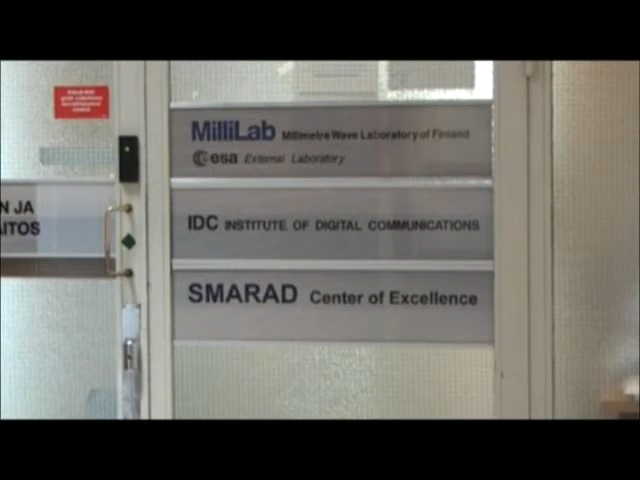 MilliLab Millimetre Wave Laboratory of Finland
esa External Laboratory
N JA
AITOS
IDC INSTITUTE OF DIGITAL COMMUNICATIONS
SMARAD Center of Excellence